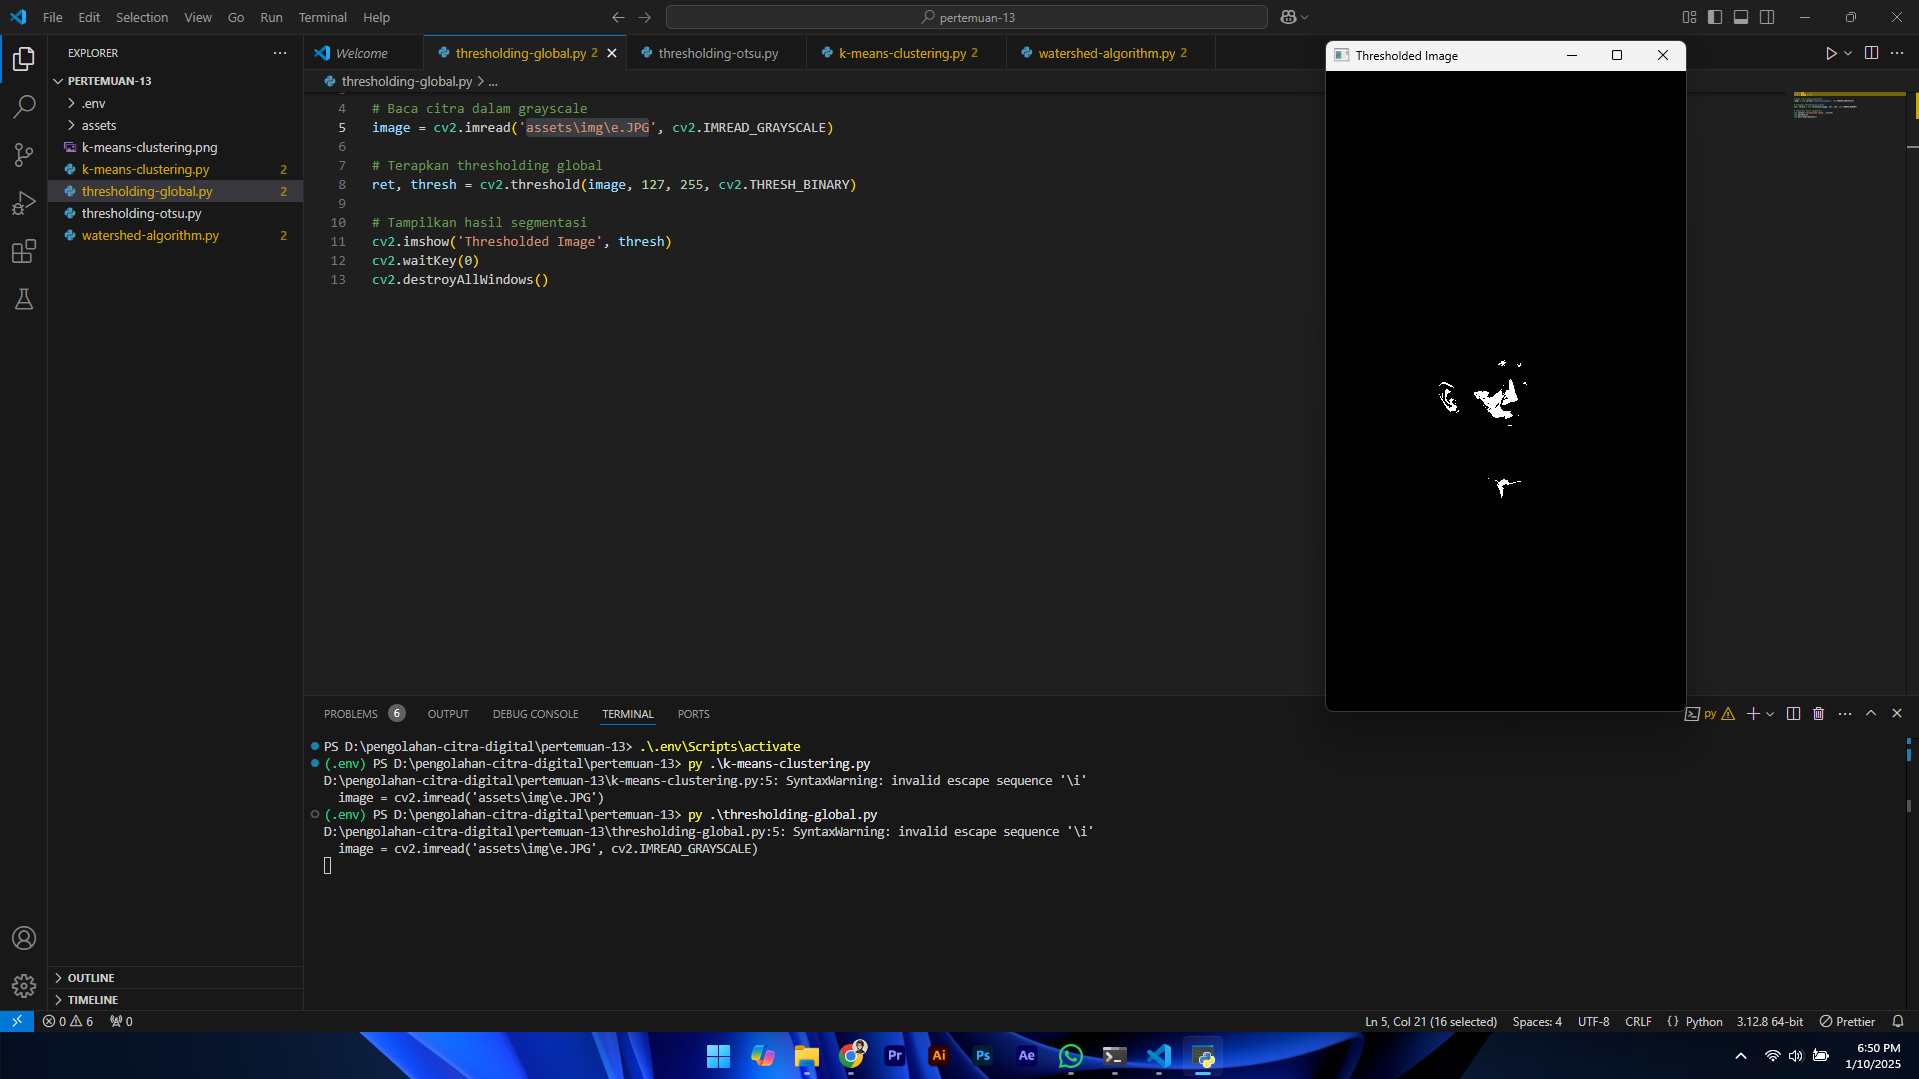 File Edit Selection View Go Run Terminal Help
pertemuan-13
EXPLORER
PERTEMUAN-13
.env
assets
k-means-clustering.png
k-means-clustering.py 2
thresholding-global.py 2
thresholding-otsu.py
watershed-algorithm.py 2
OUTLINE
TIMELINE
Welcome
thresholding-global.py 2
thresholding-otsu.py
k-means-clustering.py 2
watershed-algorithm.py 2
thresholding-global.py > ...
4 # Baca citra dalam grayscale
5 image = cv2.imread('assets\img\e.JPG', cv2.IMREAD_GRAYSCALE)
6
7 # Terapkan thresholding global
8 ret, thresh = cv2.threshold(image, 127, 255, cv2.THRESH_BINARY)
9
10 # Tampilkan hasil segmentasi
11 cv2.imshow('Thresholded Image', thresh)
12 cv2.waitKey(0)
13 cv2.destroyAllWindows()
Thresholded Image
PROBLEMS 6 OUTPUT DEBUG CONSOLE TERMINAL PORTS
py
PS D:\pengolahan-citra-digital\pertemuan-13> .\.env\Scripts\activate
(.env) PS D:\pengolahan-citra-digital\pertemuan-13> py .\k-means-clustering.py
D:\pengolahan-citra-digital\pertemuan-13\k-means-clustering.py:5: SyntaxWarning: invalid escape sequence '\i'
image = cv2.imread('assets\img\e.JPG')
(.env) PS D:\pengolahan-citra-digital\pertemuan-13> py .\thresholding-global.py
D:\pengolahan-citra-digital\pertemuan-13\thresholding-global.py:5: SyntaxWarning: invalid escape sequence '\i'
image = cv2.imread('assets\img\e.JPG', cv2.IMREAD_GRAYSCALE)
0 6 0
Ln 5, Col 21 (16 selected) Spaces: 4 UTF-8 CRLF {} Python 3.12.8 64-bit Prettier
Pr Ai Ps Ae
6:50 PM
1/10/2025